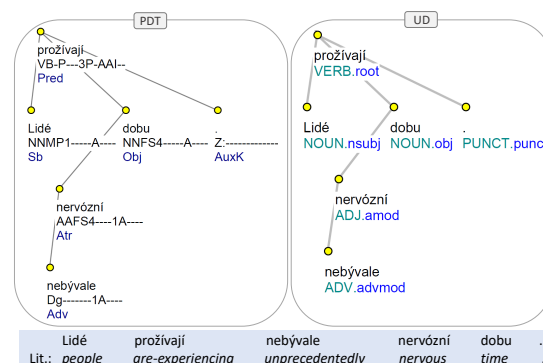 PDT
UD
prožívají
VB-P---3P-AAI--
Pred
prožívají
VERB.root
Lidé
NNMP1-----A----
Sb
dobu
NNFS4-----A----
Obj
.
Z:-------------
AuxK
Lidé
NOUN.nsubj
dobu
NOUN.obj
.
PUNCT.punc
nervózní
AAFS4----1A----
Atr
nervózní
ADJ.amod
nebývale
Dg-------1A----
Adv
nebývale
ADV.advmod
Lidé prožívají nebývale nervózní dobu .
Lit.: people are-experiencing unprecedentedly nervous time